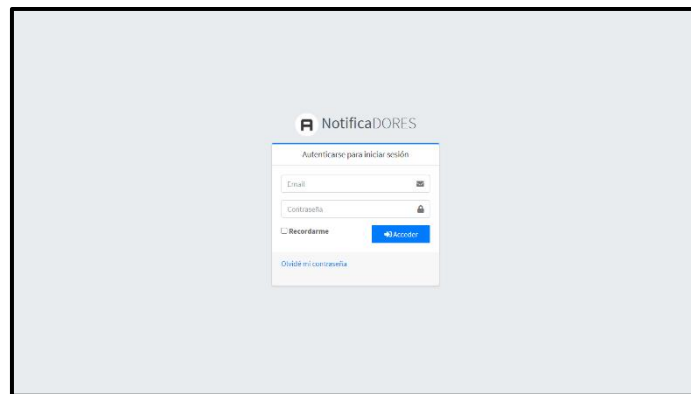 NotificaDORES
Autenticarse para iniciar sesión
Email
Contraseña
Recordarme
Acceder
Olvidé mi contraseña